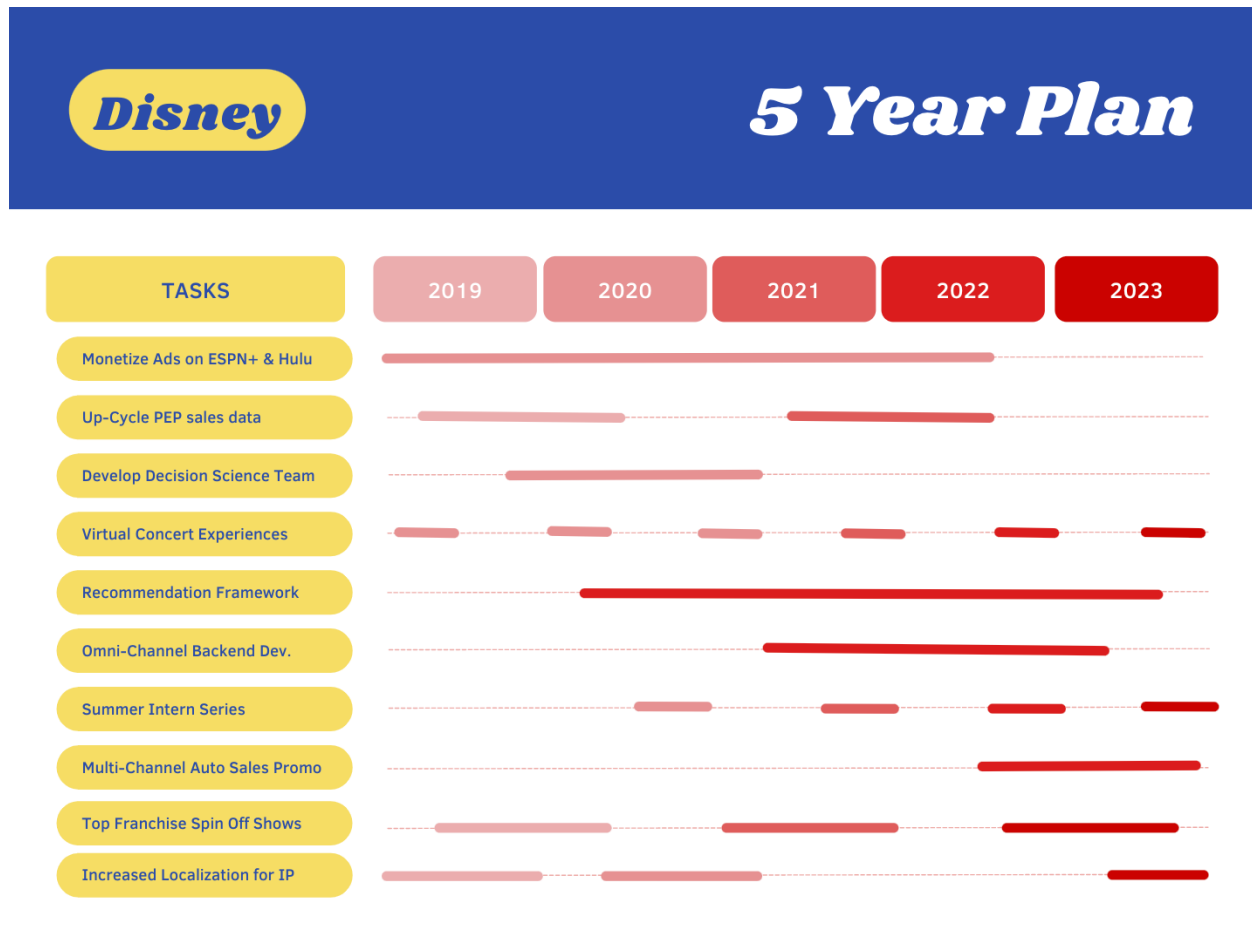 Disney
5 Year Plan
TASKS
2019
2020
2021
2022
2023
Monetize Ads on ESPN+ & Hulu
Up-Cycle PEP sales data
Develop Decision Science Team
Virtual Concert Experiences
Recommendation Framework
Omni-Channel Backend Dev.
Summer Intern Series
Multi-Channel Auto Sales Promo
Top Franchise Spin Off Shows
Increased Localization for IP